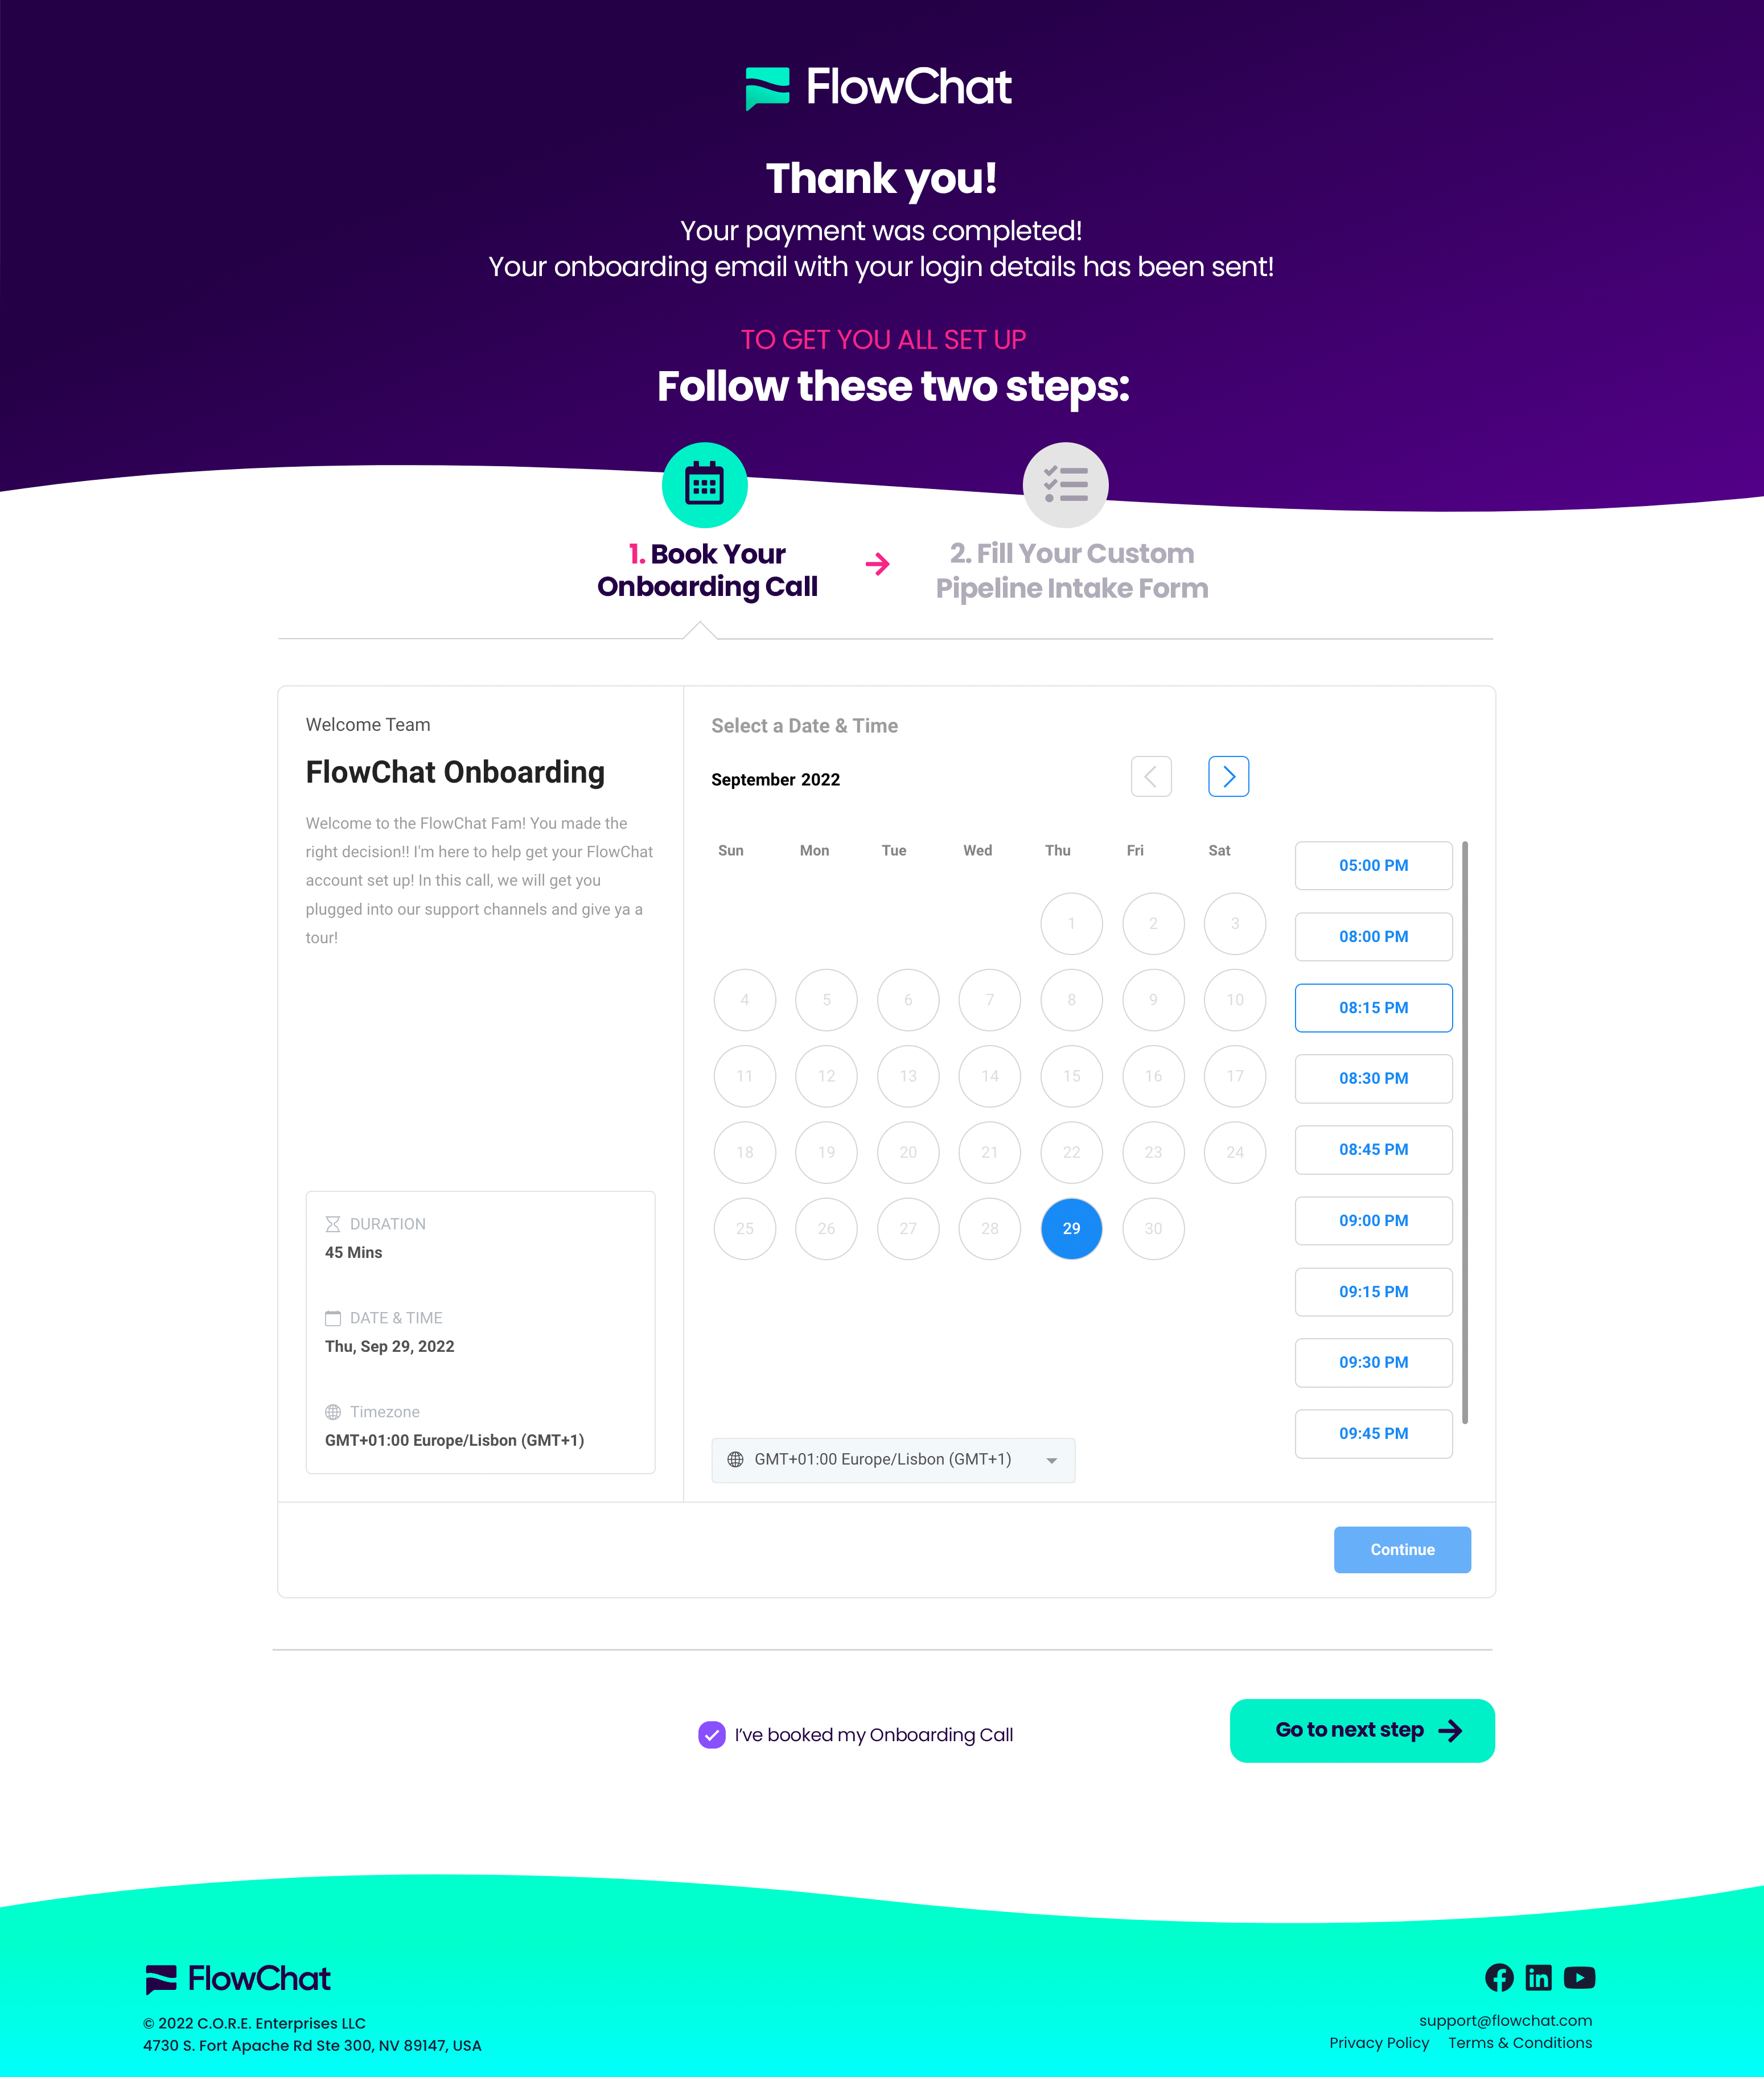 FlowChat
Thank you!
Your payment was completed!
Your onboarding email with your login details has been sent!
TO GET YOU ALL SET UP
Follow these two steps:
1. Book Your
Onboarding Call
2. Fill Your Custom
Pipeline Intake Form
Welcome Team
FlowChat Onboarding
Welcome to the FlowChat Fam! You made the
right decision!! I'm here to help get your FlowChat
account set up! In this call, we will get you
plugged into our support channels and give ya a
tour!
DURATION
45 Mins
DATE & TIME
Thu, Sep 29, 2022
Timezone
GMT+01:00 Europe/Lisbon (GMT+1)
Select a Date & Time
September 2022
Sun Mon Tue Wed Thu Fri Sat
1 2 3
4 5 6 7 8 9 10
11 12 13 14 15 16 17
18 19 20 21 22 23 24
25 26 27 28 29 30
05:00 PM
08:00 PM
08:15 PM
08:30 PM
08:45 PM
09:00 PM
09:15 PM
09:30 PM
09:45 PM
GMT+01:00 Europe/Lisbon (GMT+1)
Continue
I've booked my Onboarding Call
Go to next step
FlowChat
© 2022 C.O.R.E. Enterprises LLC
4730 S. Fort Apache Rd Ste 300, NV 89147, USA
support@flowchat.com
Privacy Policy Terms & Conditions